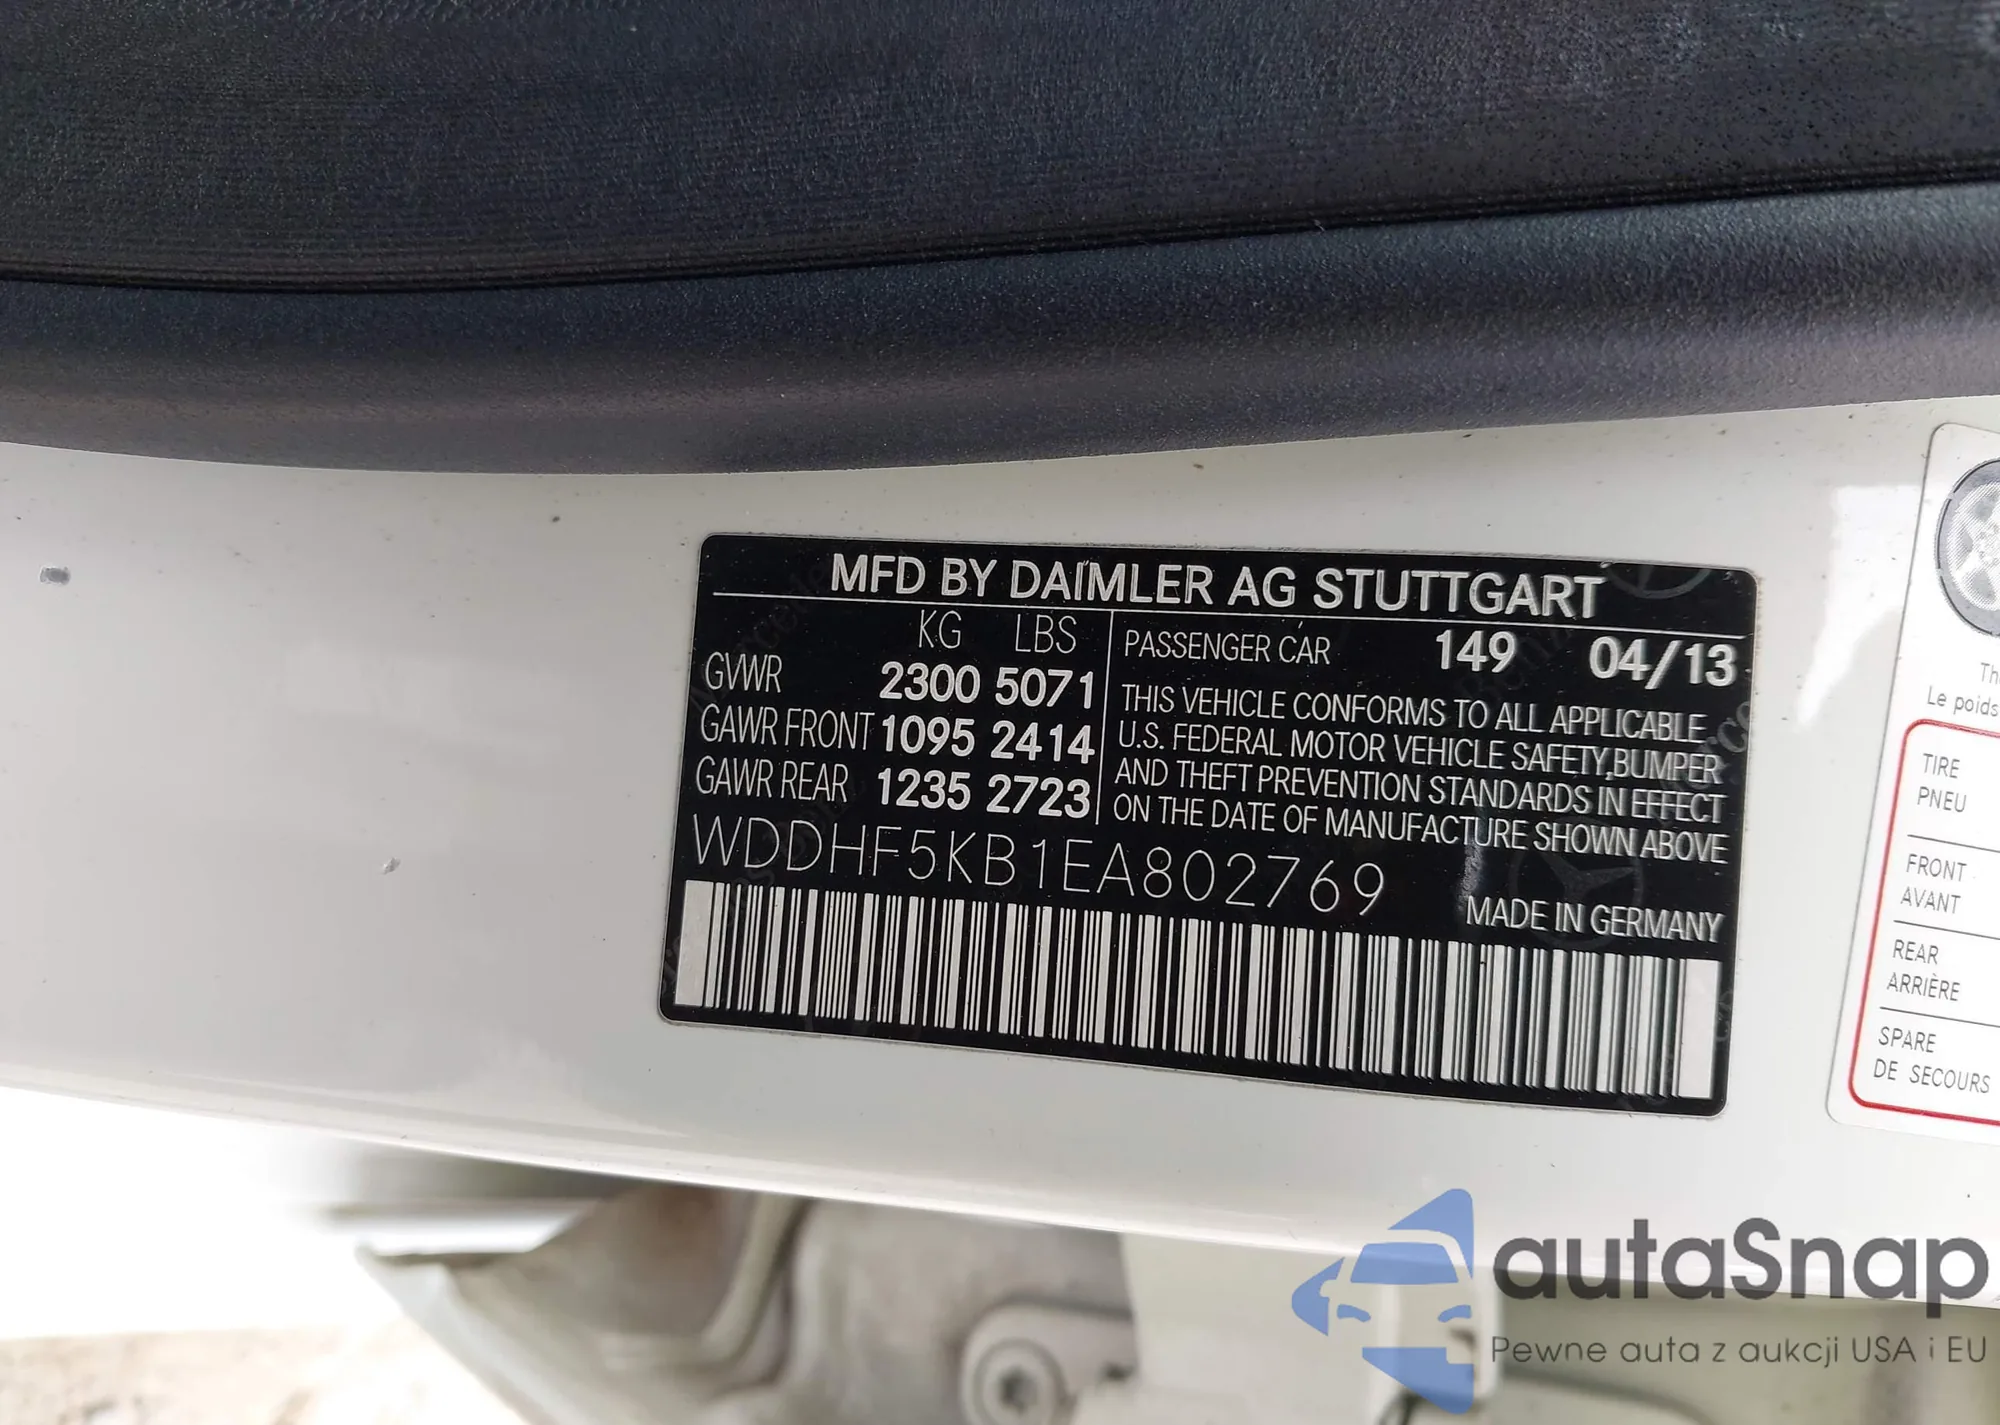 MFD BY DAIMLER AG STUTTGART
KG LBS
GVWR 2300 5071
GAWR FRONT 1095 2414
GAWR REAR 1235 2723
PASSENGER CAR 149 04/13
THIS VEHICLE CONFORMS TO ALL APPLICABLE
U.S. FEDERAL MOTOR VEHICLE SAFETY,BUMPER
AND THEFT PREVENTION STANDARDS IN EFFECT
ON THE DATE OF MANUFACTURE SHOWN ABOVE
WDDHF5KB1EA802769
MADE IN GERMANY
Le poids
TIRE
PNEU
FRONT
AVANT
REAR
ARRIÈRE
SPARE
DE SECOURS
autaSnap
Pewne auta z aukcji USA i EU